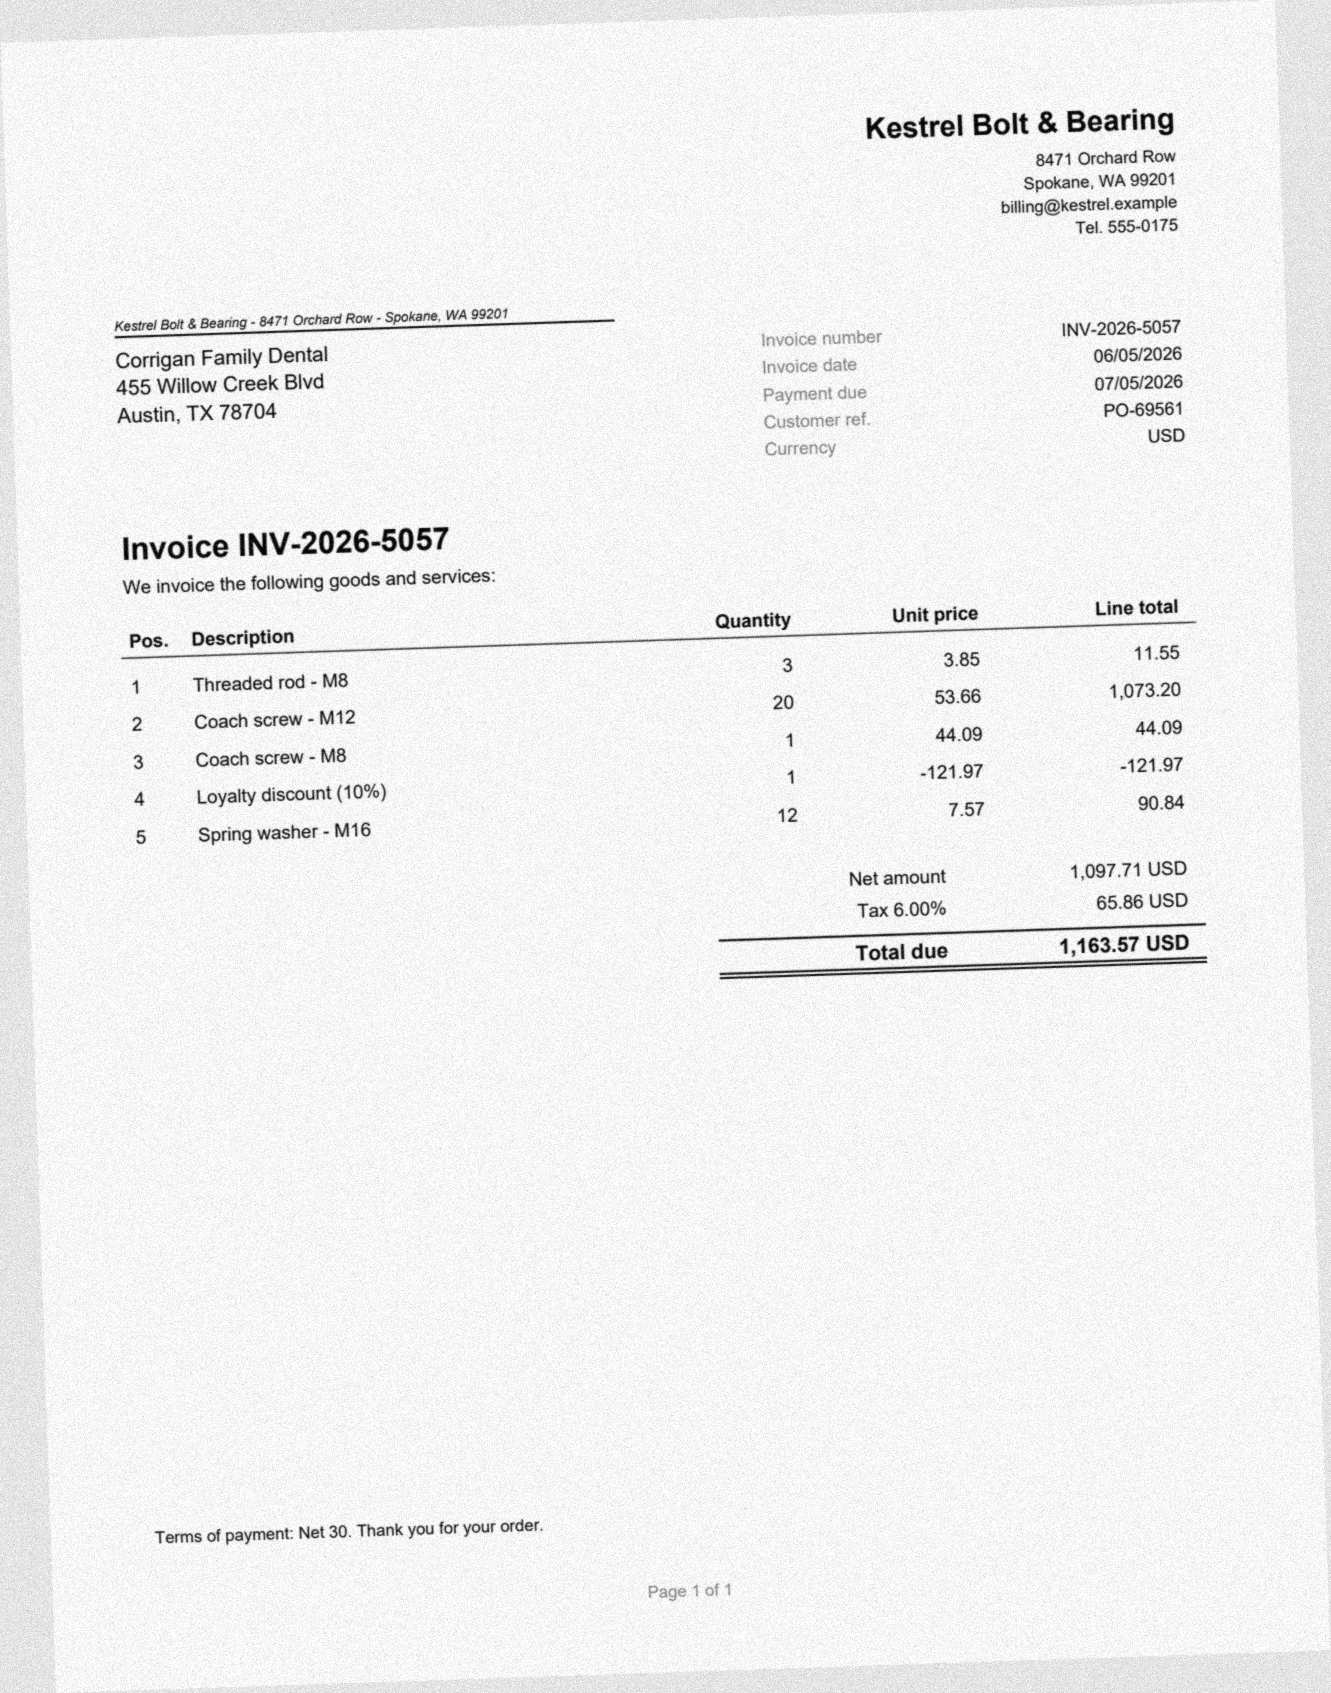 Kestrel Bolt & Bearing
8471 Orchard Row
Spokane, WA 99201
billing@kestrel.example
Tel. 555-0175
Kestrel Bolt & Bearing - 8471 Orchard Row - Spokane, WA 99201
Corrigan Family Dental
455 Willow Creek Blvd
Austin, TX 78704
Invoice number INV-2026-5057
Invoice date 06/05/2026
Payment due 07/05/2026
Customer ref. PO-69561
Currency USD
Invoice INV-2026-5057
We invoice the following goods and services:
Pos. Description Quantity Unit price Line total
1 Threaded rod - M8 3 3.85 11.55
2 Coach screw - M12 20 53.66 1,073.20
3 Coach screw - M8 1 44.09 44.09
4 Loyalty discount (10%) 1 -121.97 -121.97
5 Spring washer - M16 12 7.57 90.84
Net amount 1,097.71 USD
Tax 6.00% 65.86 USD
Total due 1,163.57 USD
Terms of payment: Net 30. Thank you for your order.
Page 1 of 1